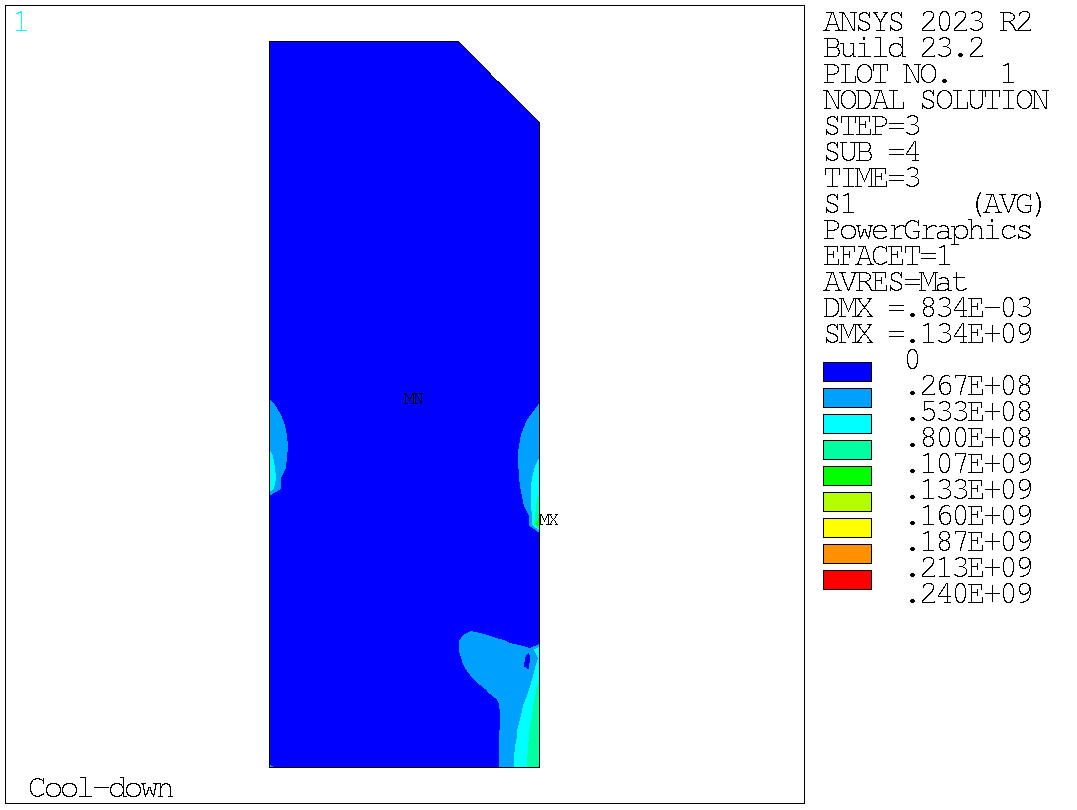 1
ANSYS 2023 R2
Build 23.2
PLOT NO. 1
NODAL SOLUTION
STEP=3
SUB =4
TIME=3
S1 (AVG)
PowerGraphics
EFACET=1
AVRES=Mat
DMX =.834E-03
SMX =.134E+09
0
.267E+08
.533E+08
.800E+08
.107E+09
.133E+09
.160E+09
.187E+09
.213E+09
.240E+09
MN
MX
Cool-down